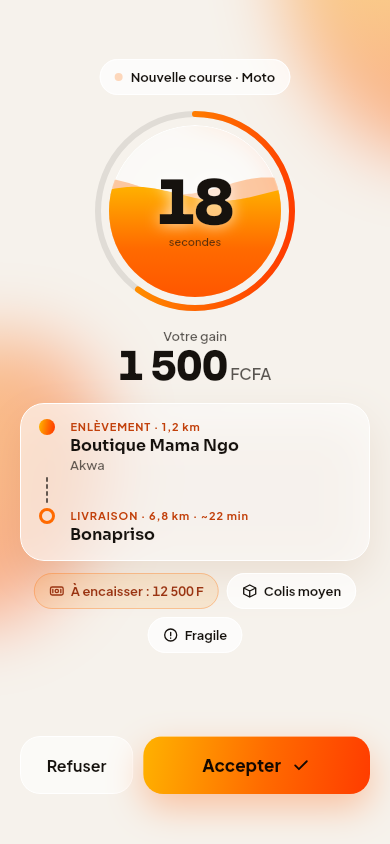 Nouvelle course · Moto
18
secondes
Votre gain
1 500 FCFA
ENLÈVEMENT · 1,2 km
Boutique Mama Ngo
Akwa
LIVRAISON · 6,8 km · ~22 min
Bonapriso
À encaisser : 12 500 F
Colis moyen
Fragile
Refuser
Accepter